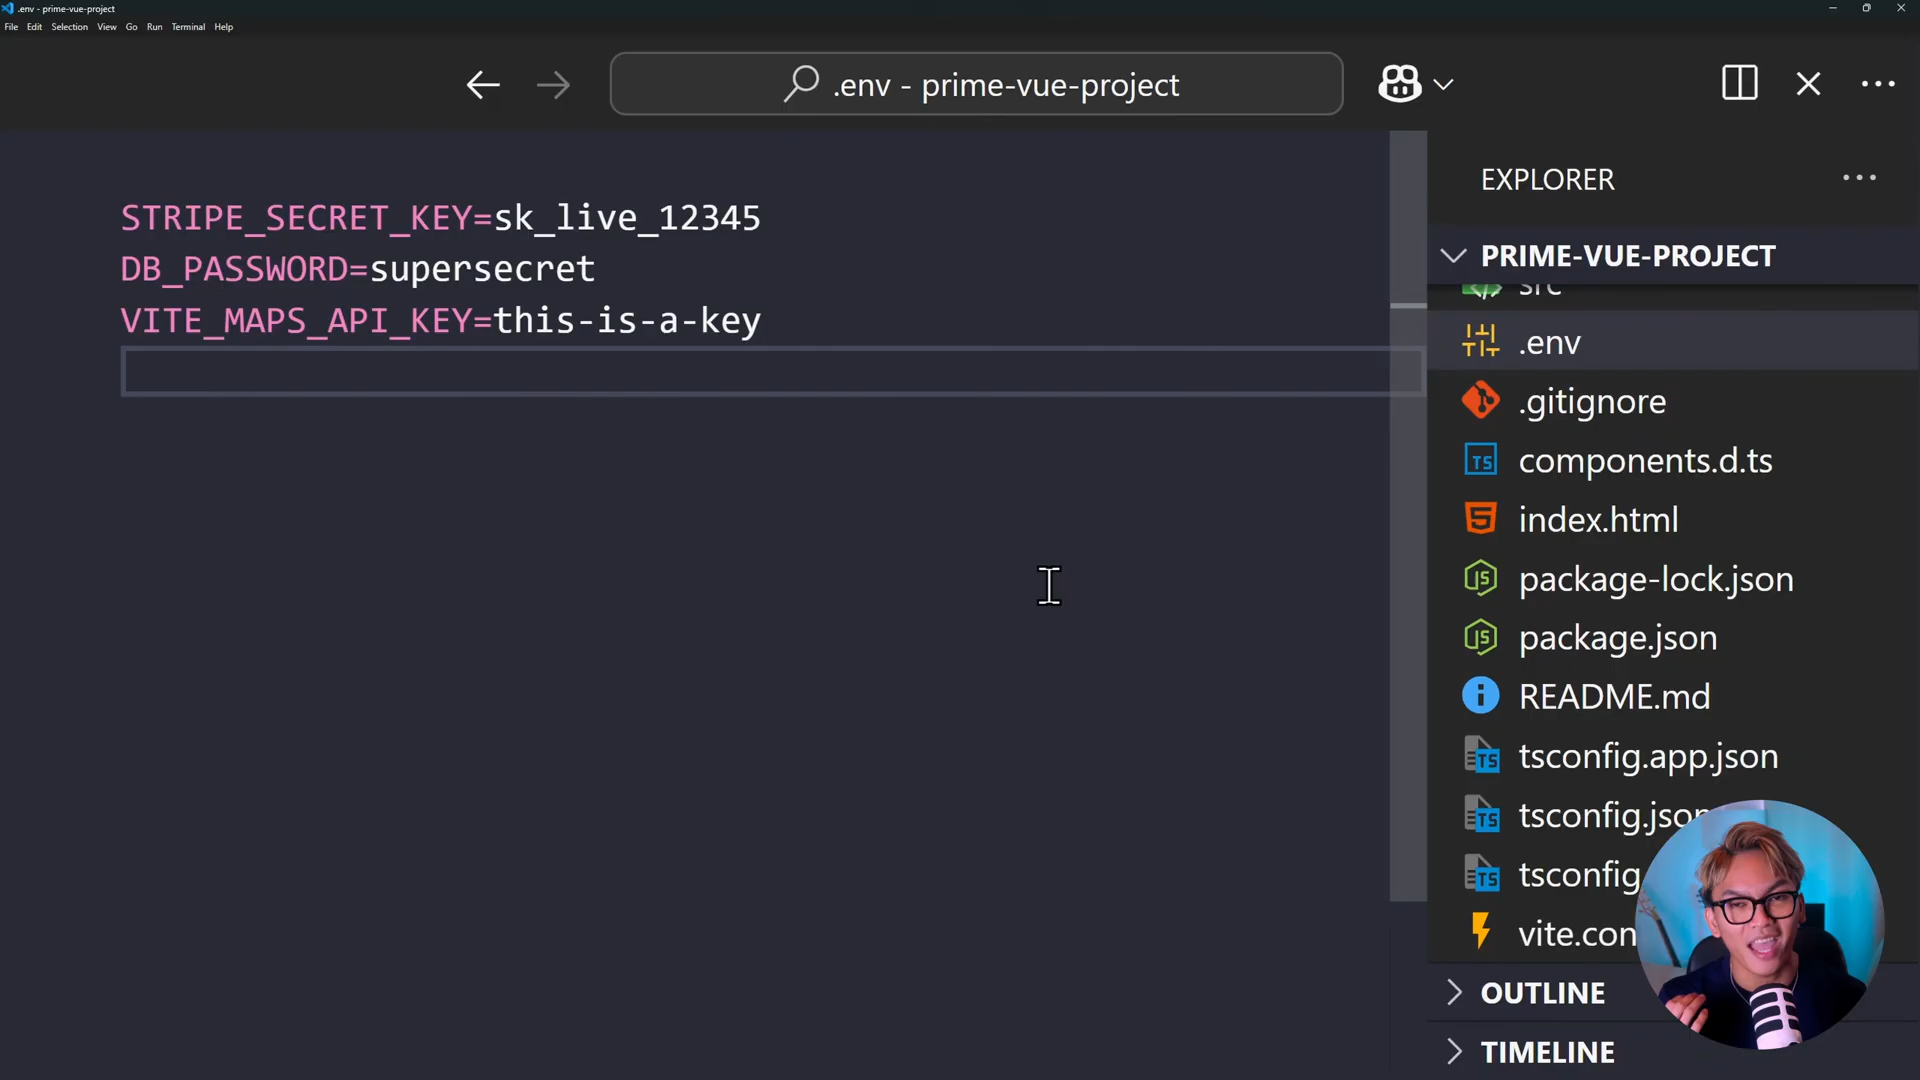 .env - prime-vue-project
File Edit Selection View Go Run Terminal Help
.env - prime-vue-project
STRIPE_SECRET_KEY=sk_live_12345
DB_PASSWORD=supersecret
VITE_MAPS_API_KEY=this-is-a-key
EXPLORER
PRIME-VUE-PROJECT
src
.env
.gitignore
components.d.ts
index.html
package-lock.json
package.json
README.md
tsconfig.app.json
tsconfig.json
tsconfig.
vite.con
OUTLINE
TIMELINE